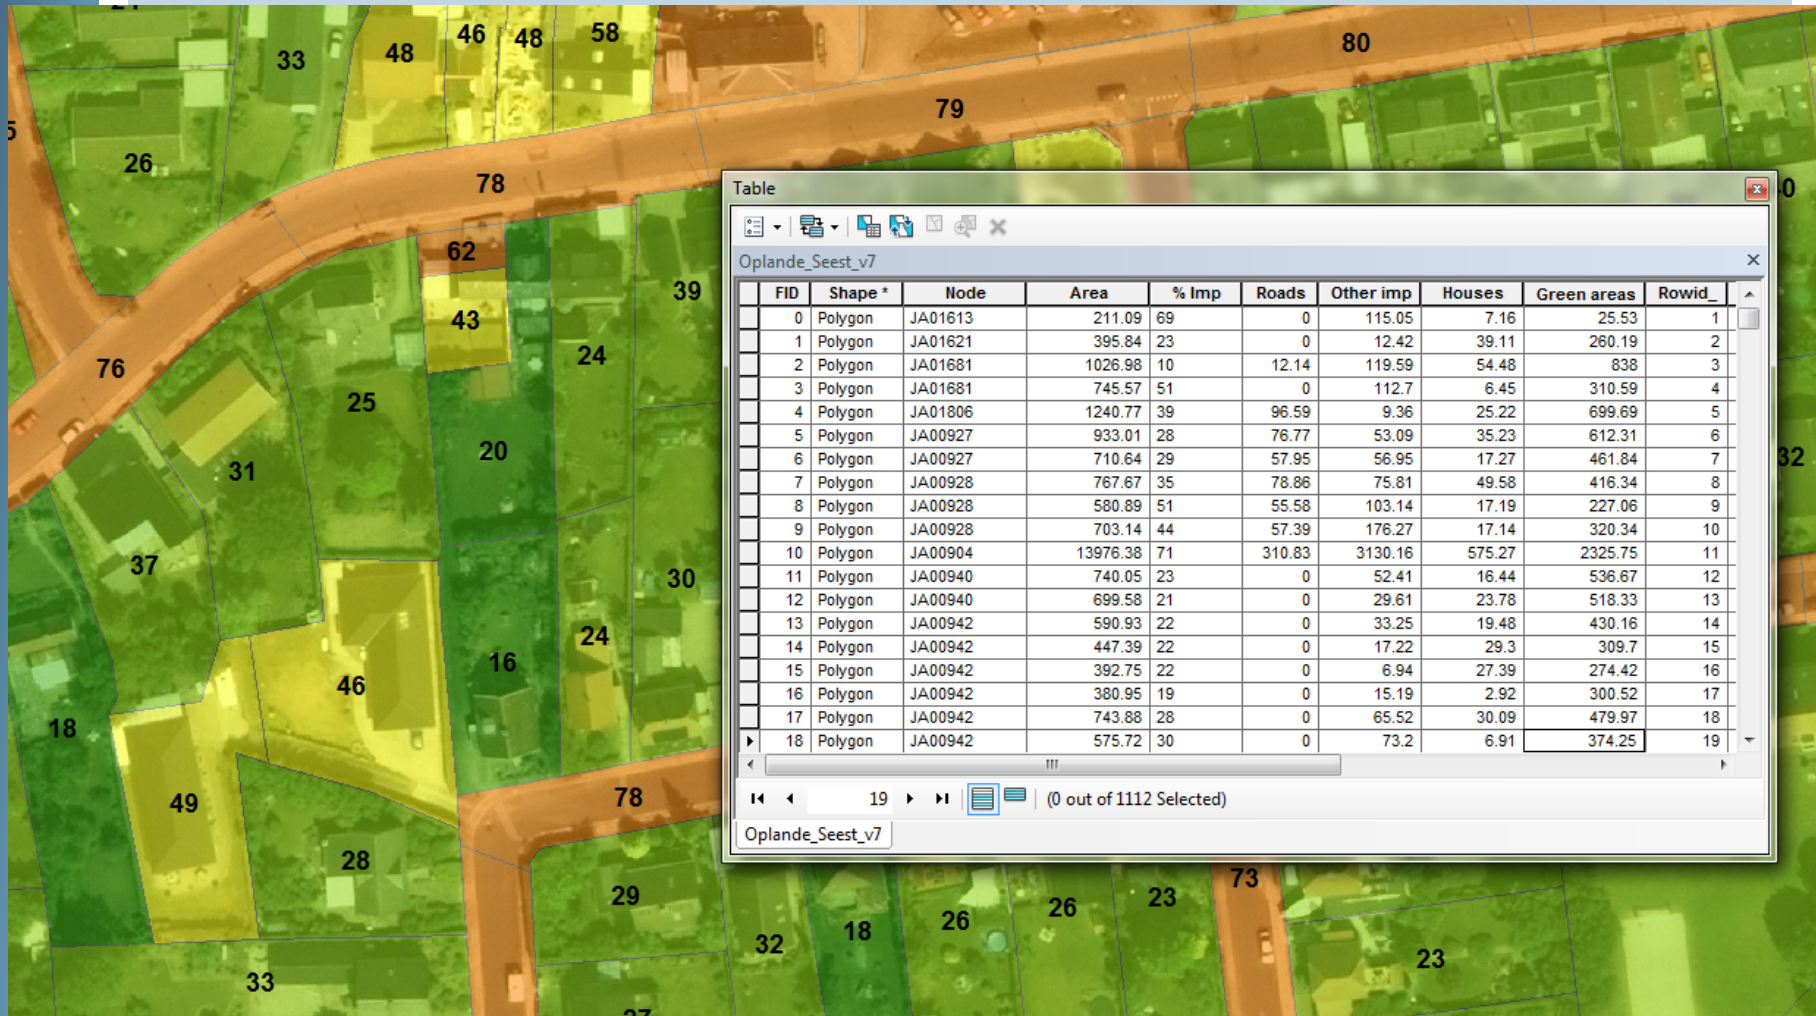 33
48
46
48
58
80
79
26
78
62
39
43
24
76
25
20
31
32
37
30
24
16
46
18
49
78
28
29
73
23
26
26
18
32
23
33
Table
Oplande_Seest_v7
FID Shape * Node Area % Imp Roads Other imp Houses Green areas Rowid_
0 Polygon JA01613 211.09 69 0 115.05 7.16 25.53 1
1 Polygon JA01621 395.84 23 0 12.42 39.11 260.19 2
2 Polygon JA01681 1026.98 10 12.14 119.59 54.48 838 3
3 Polygon JA01681 745.57 51 0 112.7 6.45 310.59 4
4 Polygon JA01806 1240.77 39 96.59 9.36 25.22 699.69 5
5 Polygon JA00927 933.01 28 76.77 53.09 35.23 612.31 6
6 Polygon JA00927 710.64 29 57.95 56.95 17.27 461.84 7
7 Polygon JA00928 767.67 35 78.86 75.81 49.58 416.34 8
8 Polygon JA00928 580.89 51 55.58 103.14 17.19 227.06 9
9 Polygon JA00928 703.14 44 57.39 176.27 17.14 320.34 10
10 Polygon JA00904 13976.38 71 310.83 3130.16 575.27 2325.75 11
11 Polygon JA00940 740.05 23 0 52.41 16.44 536.67 12
12 Polygon JA00940 699.58 21 0 29.61 23.78 518.33 13
13 Polygon JA00942 590.93 22 0 33.25 19.48 430.16 14
14 Polygon JA00942 447.39 22 0 17.22 29.3 309.7 15
15 Polygon JA00942 392.75 22 0 6.94 27.39 274.42 16
16 Polygon JA00942 380.95 19 0 15.19 2.92 300.52 17
17 Polygon JA00942 743.88 28 0 65.52 30.09 479.97 18
18 Polygon JA00942 575.72 30 0 73.2 6.91 374.25 19
19 (0 out of 1112 Selected)
Oplande_Seest_v7